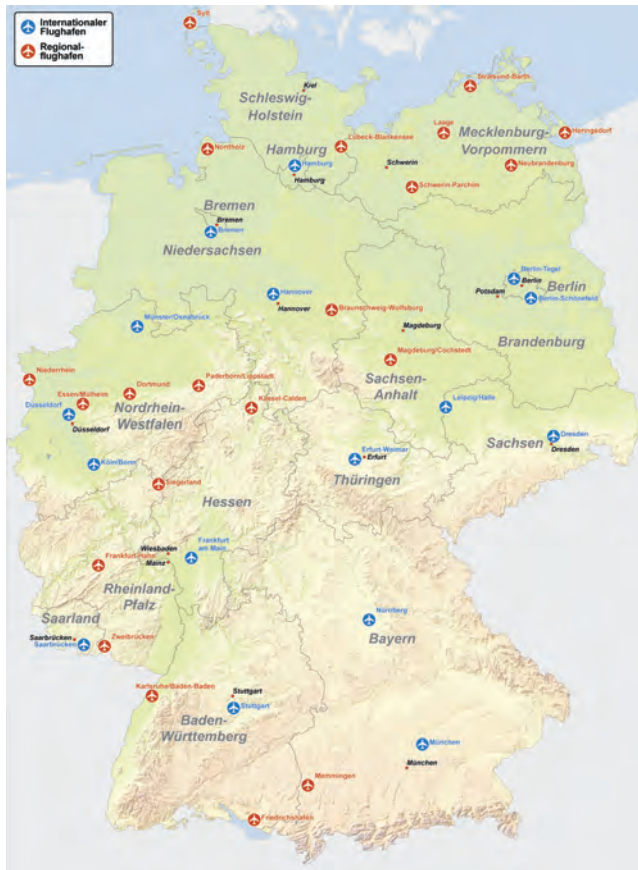 Internationaler
Flughafen
Regional-
flughafen
Sylt
Kiel
Stralsund-Barth
Schleswig-
Holstein
Laage
Heringsdorf
Mecklenburg-
Vorpommern
Nordholz
Hamburg
Lübeck-Blankensee
Hamburg
Hamburg
Schwerin
Neubrandenburg
Schwerin-Parchim
Bremen
Bremen
Bremen
Niedersachsen
Berlin-Tegel
Berlin
Berlin
Potsdam
Berlin-Schönefeld
Hannover
Hannover
Braunschweig-Wolfsburg
Münster/Osnabrück
Magdeburg
Brandenburg
Magdeburg/Cochstedt
Niederrhein
Paderborn/Lippstadt
Sachsen-
Anhalt
Essen/Mülheim
Dortmund
Düsseldorf
Düsseldorf
Nordrhein-
Westfalen
Kassel-Calden
Leipzig/Halle
Sachsen
Dresden
Dresden
Erfurt-Weimar
Erfurt
Thüringen
Köln/Bonn
Siegerland
Hessen
Wiesbaden
Mainz
Frankfurt
am Main
Frankfurt-Hahn
Rheinland-
Pfalz
Saarland
Saarbrücken
Saarbrücken
Zweibrücken
Nürnberg
Bayern
Karlsruhe/Baden-Baden
Stuttgart
Stuttgart
Baden-
Württemberg
München
München
Memmingen
Friedrichshafen